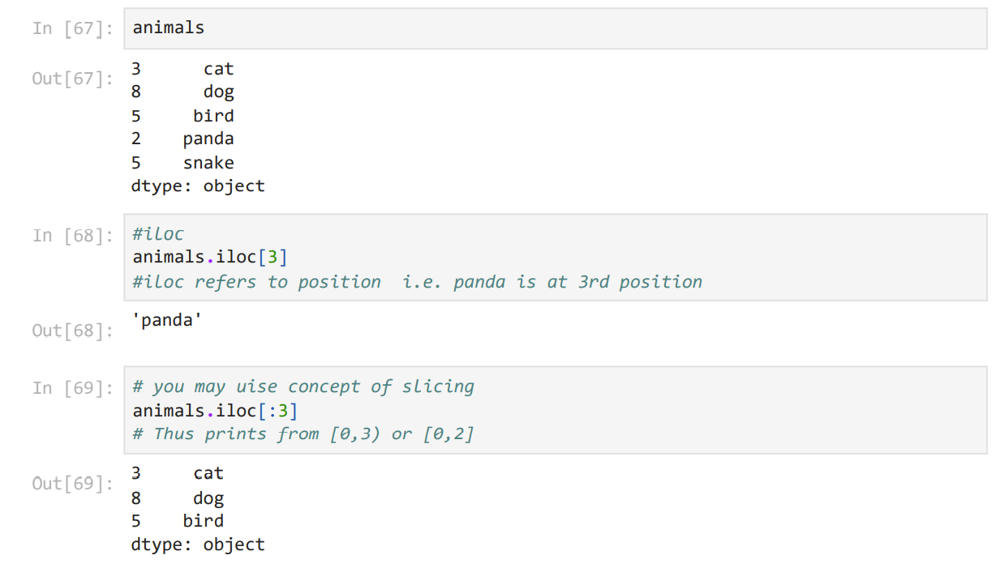 In [67]: animals
Out[67]:
3      cat
8      dog
5     bird
2    panda
5    snake
dtype: object
In [68]: #iloc
animals.iloc[3]
#iloc refers to position  i.e. panda is at 3rd position
Out[68]: 'panda'
In [69]: # you may uise concept of slicing
animals.iloc[:3]
# Thus prints from [0,3) or [0,2]
Out[69]:
3     cat
8     dog
5    bird
dtype: object